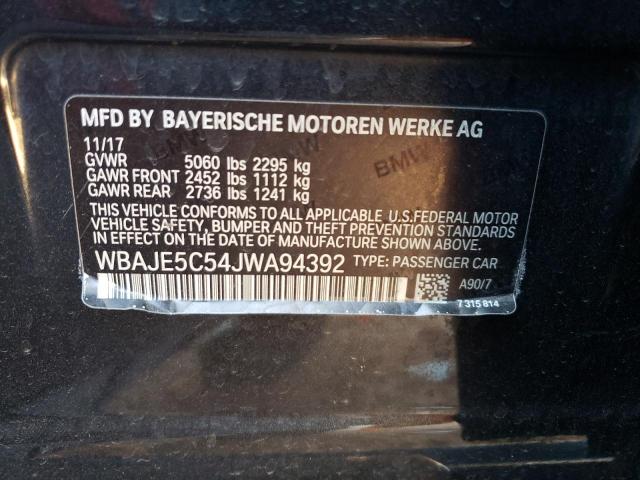 MFD BY BAYERISCHE MOTOREN WERKE AG
11/17
GVWR 5060 lbs 2295 kg
GAWR FRONT 2452 lbs 1112 kg
GAWR REAR 2736 lbs 1241 kg
THIS VEHICLE CONFORMS TO ALL APPLICABLE U.S.FEDERAL MOTOR
VEHICLE SAFETY, BUMPER AND THEFT PREVENTION STANDARDS
IN EFFECT ON THE DATE OF MANUFACTURE SHOWN ABOVE.
WBAJE5C54JWA94392 TYPE: PASSENGER CAR
A90/7
7 315 814
BMW